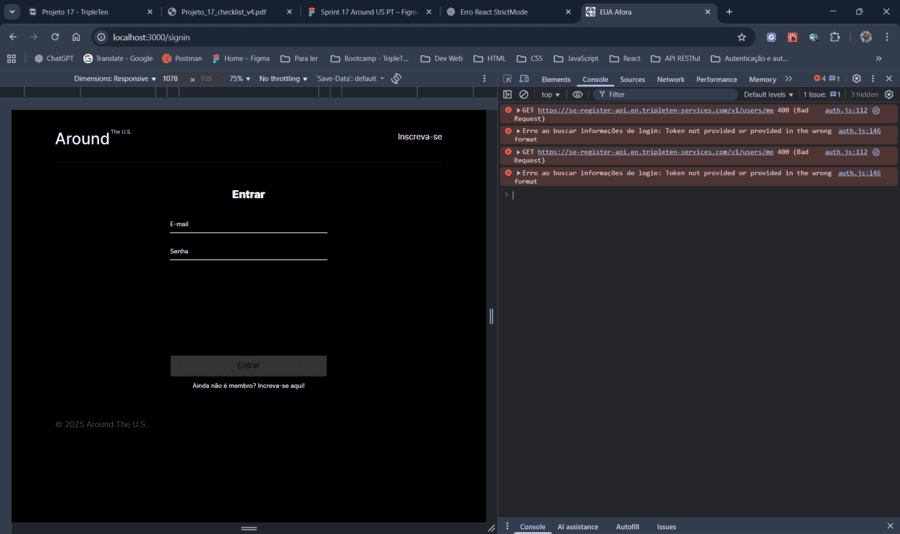 Projeto 17 - TripleTen
Projeto_17_checklist_v4.pdf
Sprint 17 Around US PT – Figm
Erro React StrictMode
EUA Afora
localhost:3000/signin
ChatGPT
Translate - Google
Postman
Home – Figma
Para ler
Bootcamp - TripleT...
Dev Web
HTML
CSS
JavaScript
React
API RESTful
Autenticação e aut...
Dimensions: Responsive
1078
×
939
75%
No throttling
'Save-Data': default
Elements
Console
Sources
Network
Performance
Memory
4
1
top
Filter
Default levels
1 Issue:
1
3 hidden
GET https://se-register-api.en.tripleten-services.com/v1/users/me 400 (Bad
auth.js:112
Request)
Erro ao buscar informações de login: Token not provided or provided in the wrong
auth.js:146
format
GET https://se-register-api.en.tripleten-services.com/v1/users/me 400 (Bad
auth.js:112
Request)
Erro ao buscar informações de login: Token not provided or provided in the wrong
auth.js:146
format
Around The U.S.
Inscreva-se
Entrar
E-mail
Senha
Entrar
Ainda não é membro? Increva-se aqui!
© 2025 Around The U.S.
Console
AI assistance
Autofill
Issues